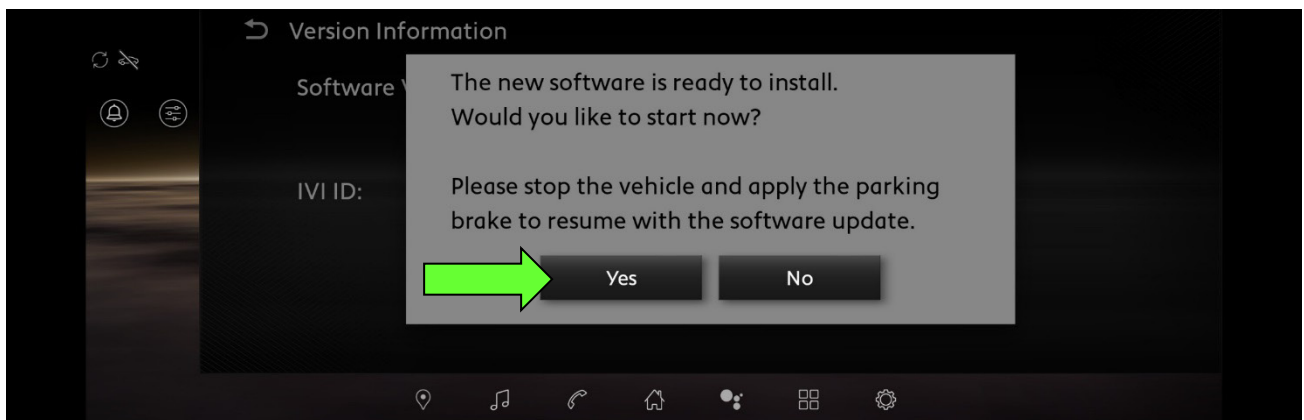 Version Information
Software
The new software is ready to install.
Would you like to start now?
IVI ID:
Please stop the vehicle and apply the parking
brake to resume with the software update.
Yes
No